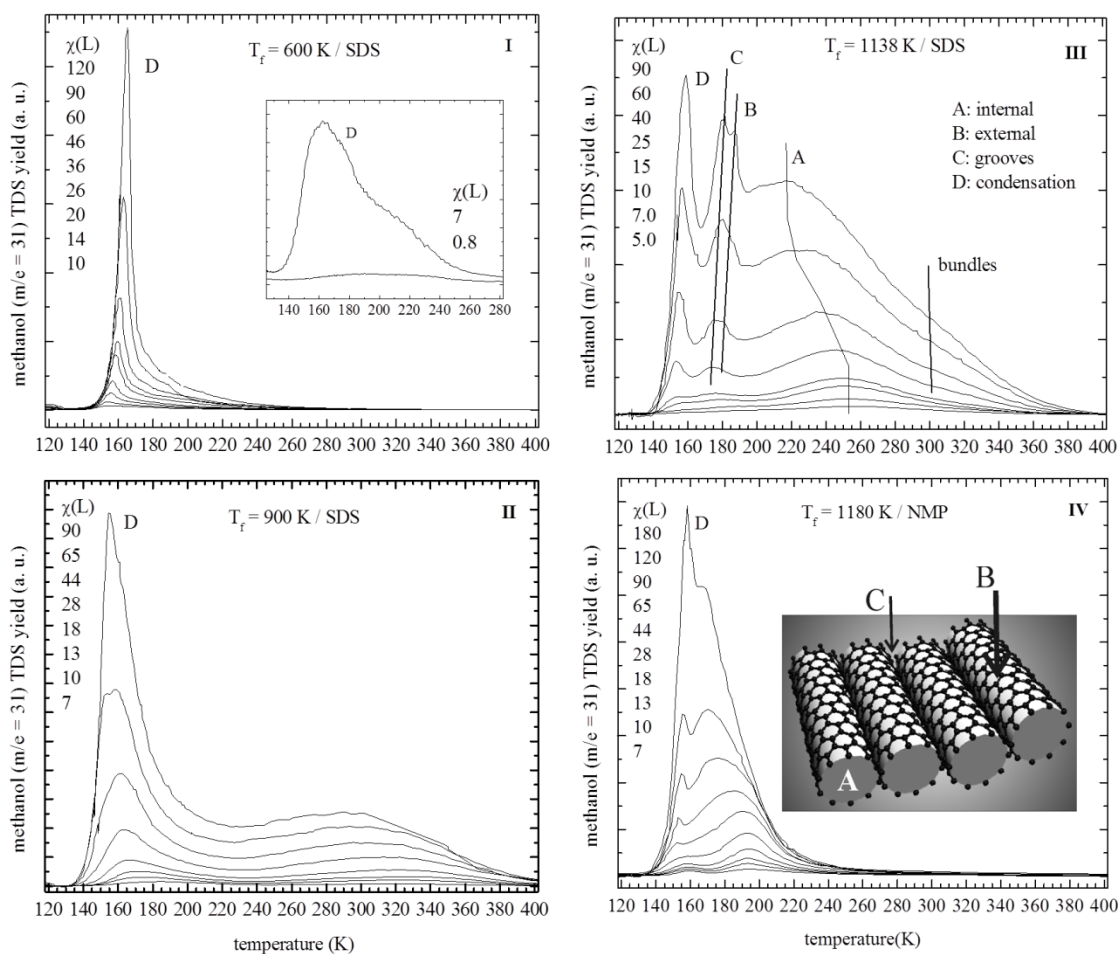 χ(L)
120
90
60
46
36
26
20
14
10
D
T_f = 600 K / SDS
I
D
χ(L)
7
0.8
140 160 180 200 220 240 260 280
120 140 160 180 200 220 240 260 280 300 320 340 360 380 400
methanol (m/e = 31) TDS yield (a. u.)
χ(L)
90
60
40
25
15
10
7.0
5.0
D
C
B
A
T_f = 1138 K / SDS
III
A: internal
B: external
C: grooves
D: condensation
bundles
120 140 160 180 200 220 240 260 280 300 320 340 360 380 400
methanol (m/e = 31) TDS yield (a. u.)
χ(L)
90
65
44
28
18
13
10
7
D
T_f = 900 K / SDS
II
120 140 160 180 200 220 240 260 280 300 320 340 360 380 400
methanol (m/e = 31) TDS yield (a. u.)
temperature (K)
χ(L)
180
120
90
65
44
28
18
13
10
7
D
T_f = 1180 K / NMP
IV
C
B
A
120 140 160 180 200 220 240 260 280 300 320 340 360 380 400
methanol (m/e = 31) TDS yield (a. u.)
temperature(K)